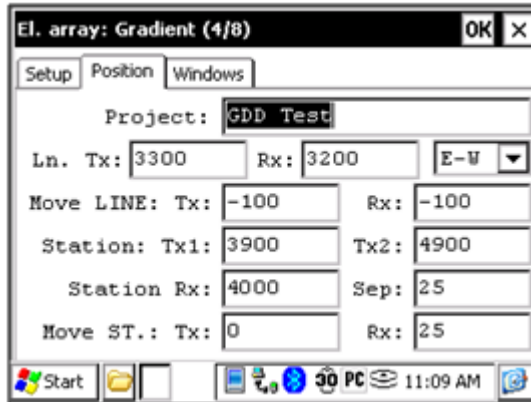 El. array: Gradient (4/8) OK ×
Setup Position Windows
Project: GDD Test
Ln. Tx: 3300 Rx: 3200 E-W
Move LINE: Tx: -100 Rx: -100
Station: Tx1: 3900 Tx2: 4900
Station Rx: 4000 Sep: 25
Move ST.: Tx: 0 Rx: 25
Start 30 PC 11:09 AM